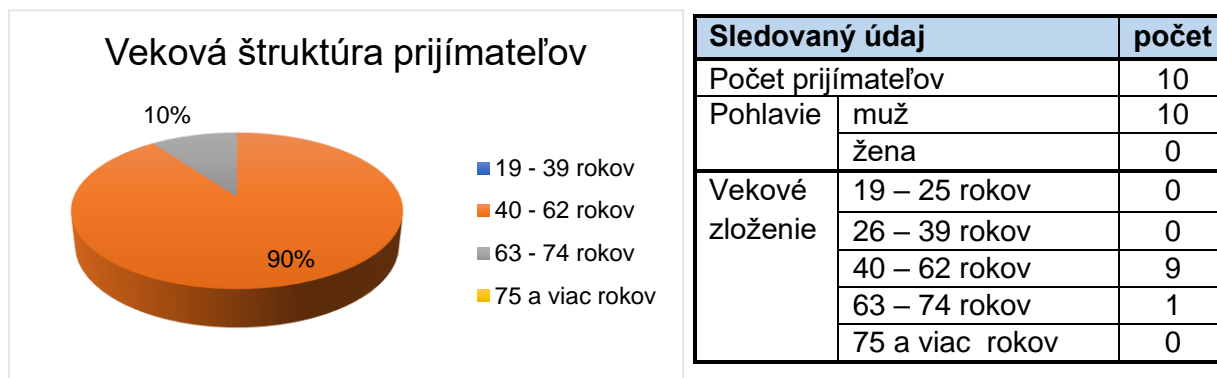 Veková štruktúra prijímateľov
10%
90%
19 - 39 rokov
40 - 62 rokov
63 - 74 rokov
75 a viac rokov
Sledovaný údaj počet
Počet prijímateľov 10
Pohlavie muž 10
žena 0
Vekové 19 – 25 rokov 0
zloženie 26 – 39 rokov 0
40 – 62 rokov 9
63 – 74 rokov 1
75 a viac rokov 0